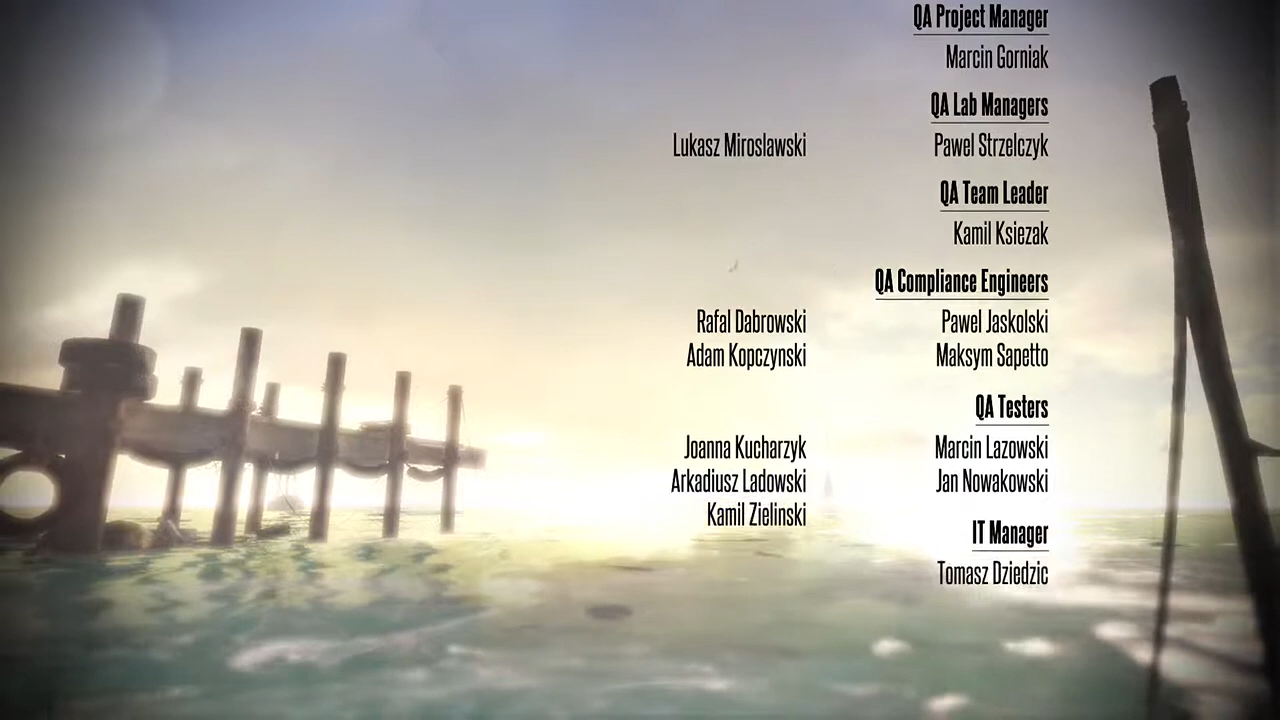 QA Project Manager
Marcin Gorniak
QA Lab Managers
Lukasz Miroslawski Pawel Strzelczyk
QA Team Leader
Kamil Ksiezak
QA Compliance Engineers
Rafal Dabrowski Pawel Jaskolski
Adam Kopczynski Maksym Sapetto
QA Testers
Joanna Kucharzyk Marcin Lazowski
Arkadiusz Ladowski Jan Nowakowski
Kamil Zielinski
IT Manager
Tomasz Dziedzic